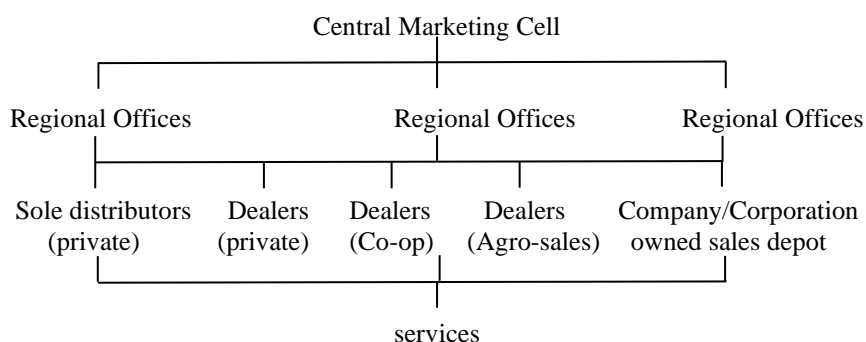 Central Marketing Cell
Regional Offices Regional Offices Regional Offices
Sole distributors Dealers Dealers Dealers Company/Corporation
(private) (private) (Co-op) (Agro-sales) owned sales depot
services